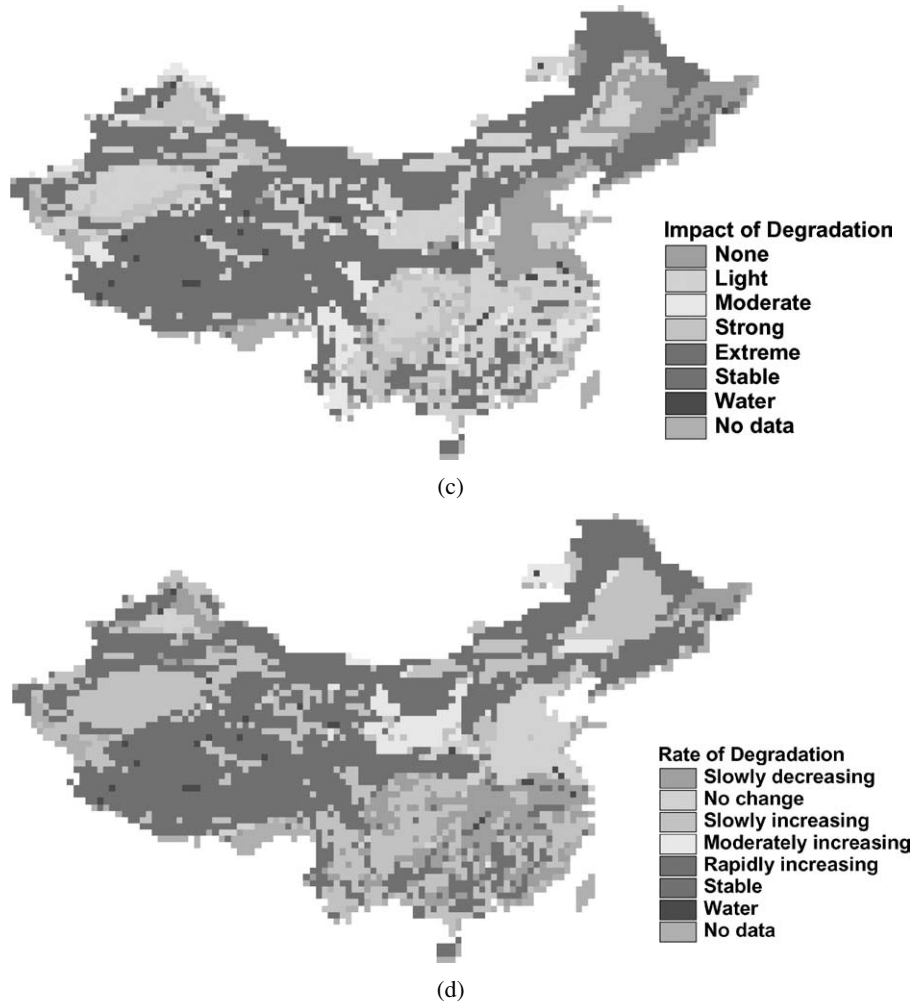 Impact of Degradation
None
Light
Moderate
Strong
Extreme
Stable
Water
No data
(c)
Rate of Degradation
Slowly decreasing
No change
Slowly increasing
Moderately increasing
Rapidly increasing
Stable
Water
No data
(d)